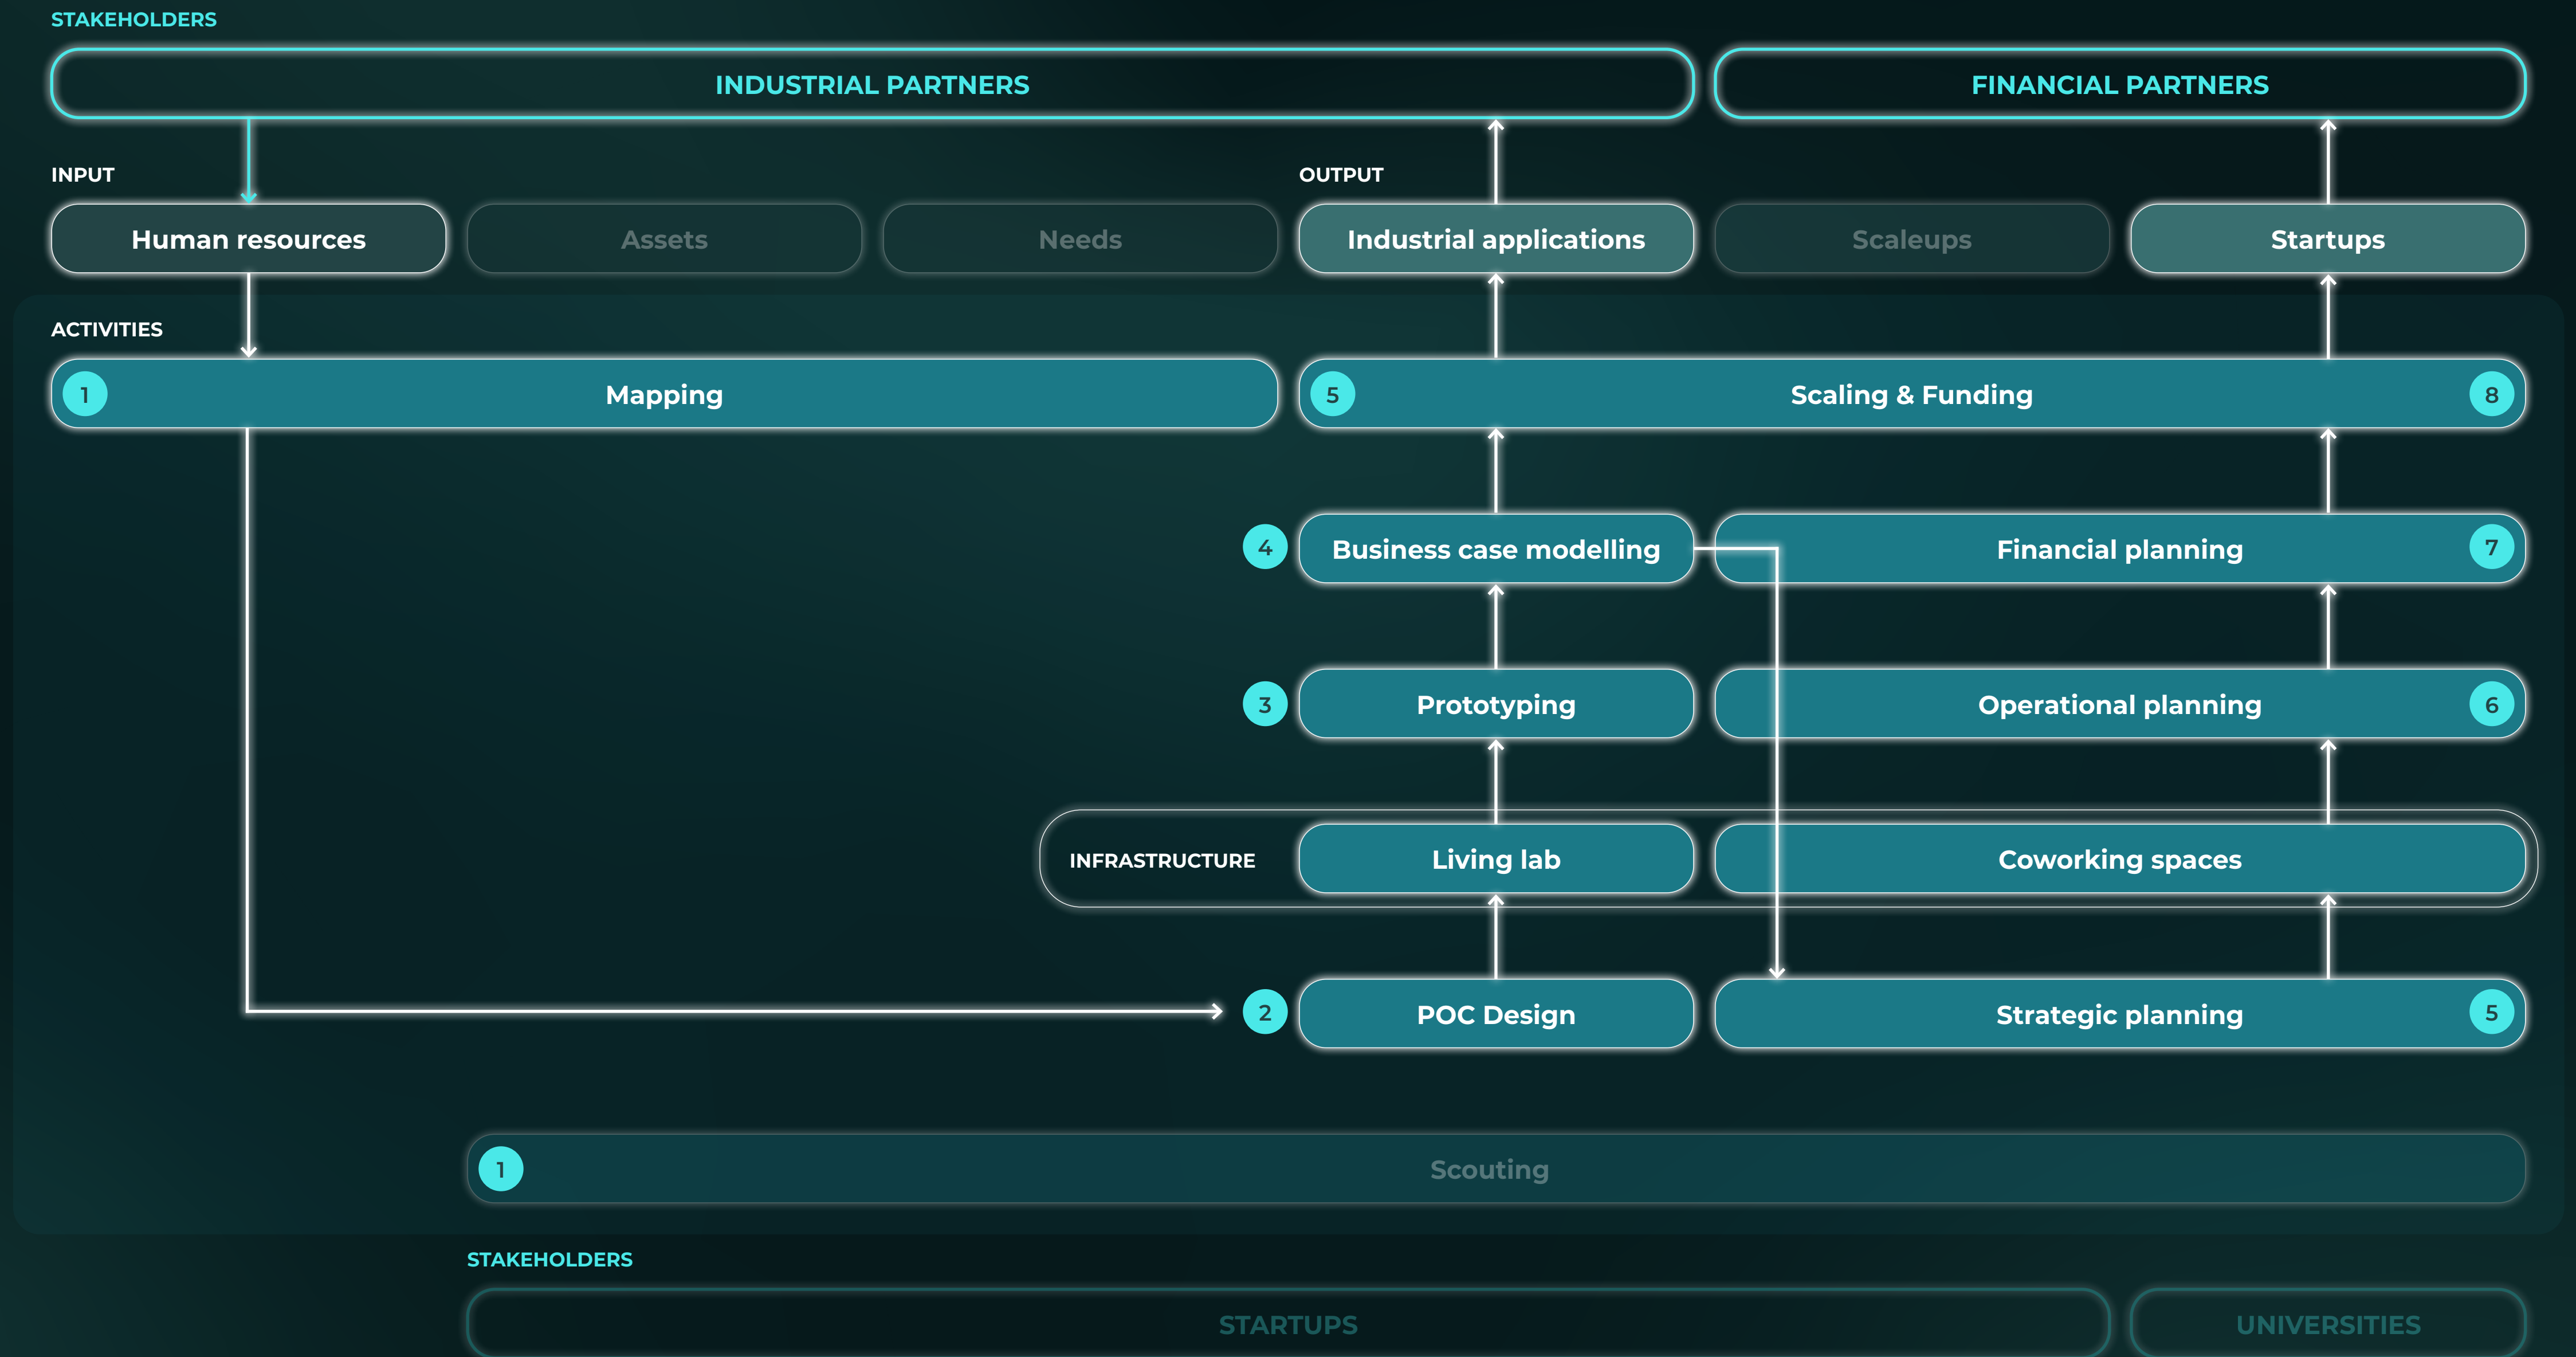 STAKEHOLDERS
INDUSTRIAL PARTNERS
FINANCIAL PARTNERS
INPUT
OUTPUT
Human resources
Assets
Needs
Industrial applications
Scaleups
Startups
ACTIVITIES
1
Mapping
5
Scaling & Funding
8
4
Business case modelling
Financial planning
7
3
Prototyping
Operational planning
6
INFRASTRUCTURE
Living lab
Coworking spaces
2
POC Design
Strategic planning
5
1
Scouting
STAKEHOLDERS
STARTUPS
UNIVERSITIES